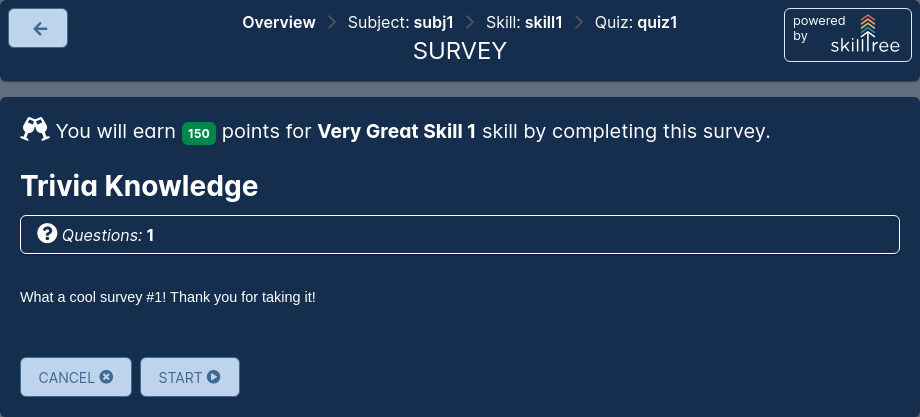 Overview Subject: subj1 Skill: skill1 Quiz: quiz1
SURVEY
powered
by
skilltree
You will earn 150 points for Very Great Skill 1 skill by completing this survey.
Trivia Knowledge
Questions: 1
What a cool survey #1! Thank you for taking it!
CANCEL
START